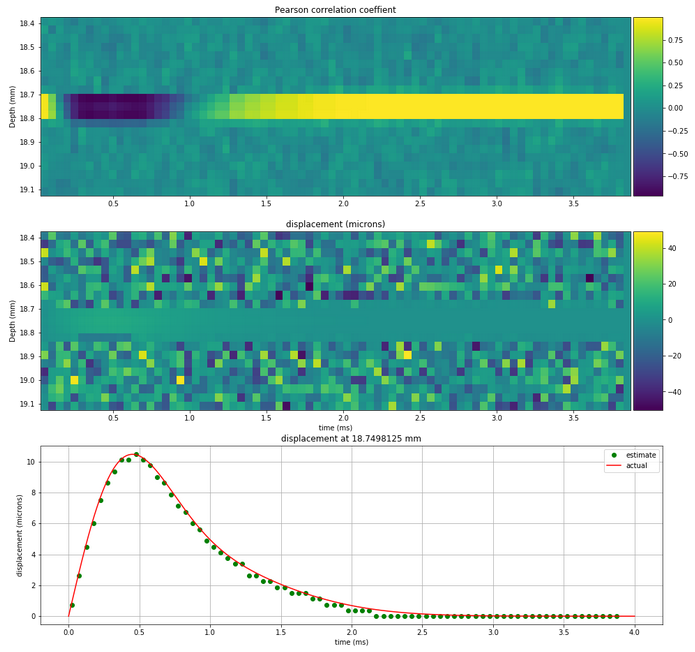 Pearson correlation coeffient
Depth (mm)
18.4
18.5
18.6
18.7
18.8
18.9
19.0
19.1
0.5 1.0 1.5 2.0 2.5 3.0 3.5
0.75
0.50
0.25
0.00
−0.25
−0.50
−0.75
displacement (microns)
Depth (mm)
18.4
18.5
18.6
18.7
18.8
18.9
19.0
19.1
0.5 1.0 1.5 2.0 2.5 3.0 3.5
time (ms)
40
20
0
−20
−40
displacement at 18.7498125 mm
displacement (microns)
10
8
6
4
2
0
estimate
actual
0.0 0.5 1.0 1.5 2.0 2.5 3.0 3.5 4.0
time (ms)